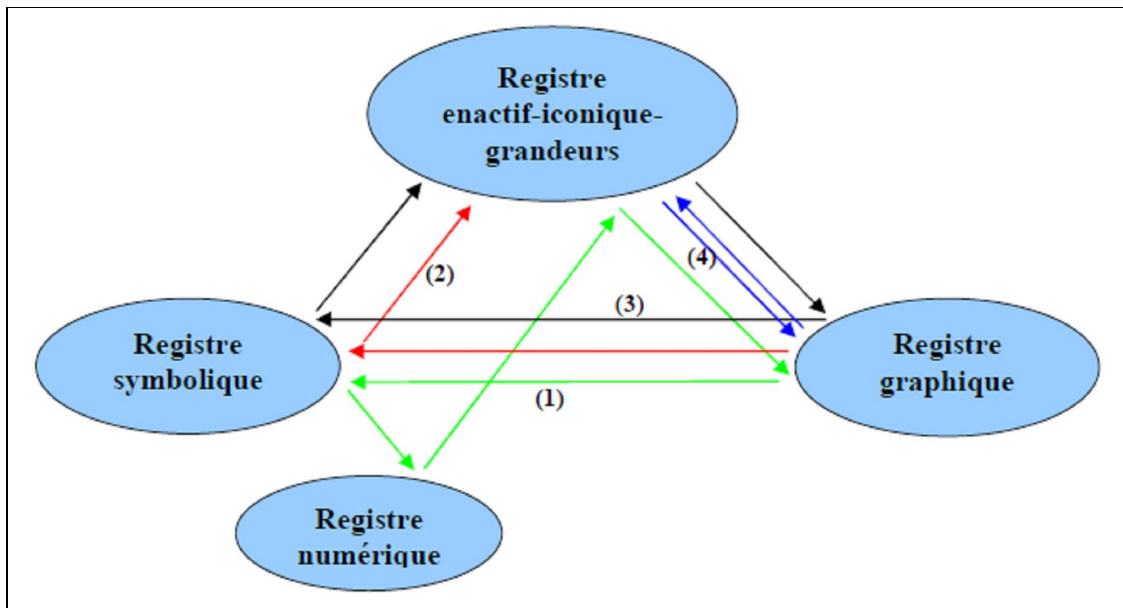 Registre
enactif-iconique-
grandeurs
(2)
(4)
(3)
Registre
symbolique
Registre
graphique
(1)
Registre
numérique